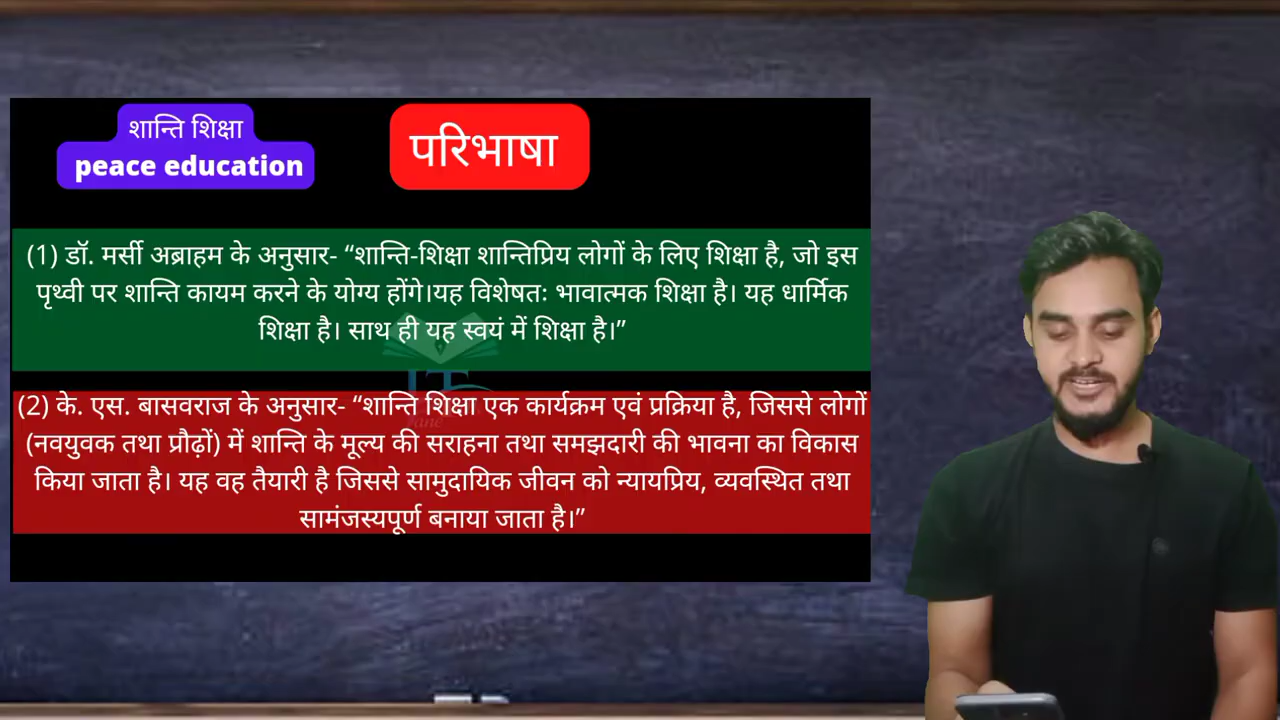 शान्ति शिक्षा
peace education
परिभाषा
(1) डॉ. मर्सी अब्राहम के अनुसार- “शान्ति-शिक्षा शान्तिप्रिय लोगों के लिए शिक्षा है, जो इस
पृथ्वी पर शान्ति कायम करने के योग्य होंगे।यह विशेषतः भावात्मक शिक्षा है। यह धार्मिक
शिक्षा है। साथ ही यह स्वयं में शिक्षा है।”
(2) के. एस. बासवराज के अनुसार- “शान्ति शिक्षा एक कार्यक्रम एवं प्रक्रिया है, जिससे लोगों
(नवयुवक तथा प्रौढ़ों) में शान्ति के मूल्य की सराहना तथा समझदारी की भावना का विकास
किया जाता है। यह वह तैयारी है जिससे सामुदायिक जीवन को न्यायप्रिय, व्यवस्थित तथा
सामंजस्यपूर्ण बनाया जाता है।”